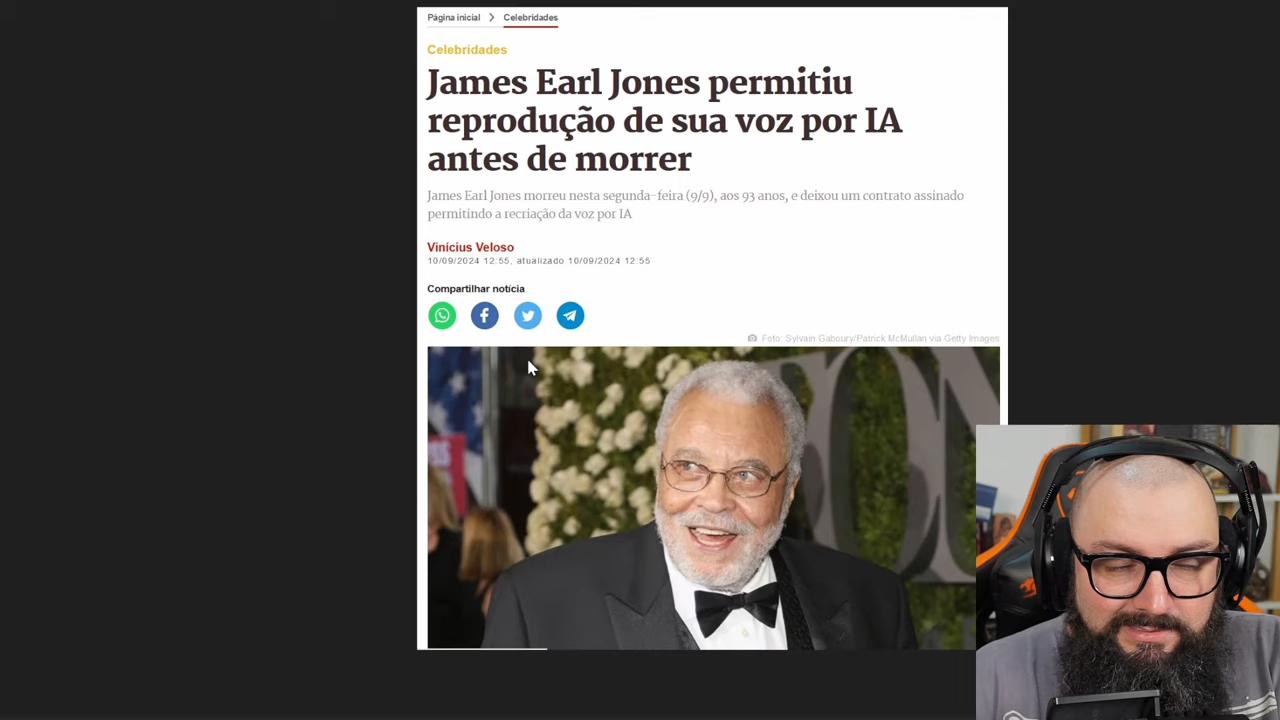 Página inicial > Celebridades
Celebridades
James Earl Jones permitiu
reprodução de sua voz por IA
antes de morrer
James Earl Jones morreu nesta segunda-feira (9/9), aos 93 anos, e deixou um contrato assinado
permitindo a recriação da voz por IA
Vinícius Veloso
10/09/2024 12:55, atualizado 10/09/2024 12:55
Compartilhar notícia
Foto: Sylvain Gaboury/Patrick McMullan via Getty Images